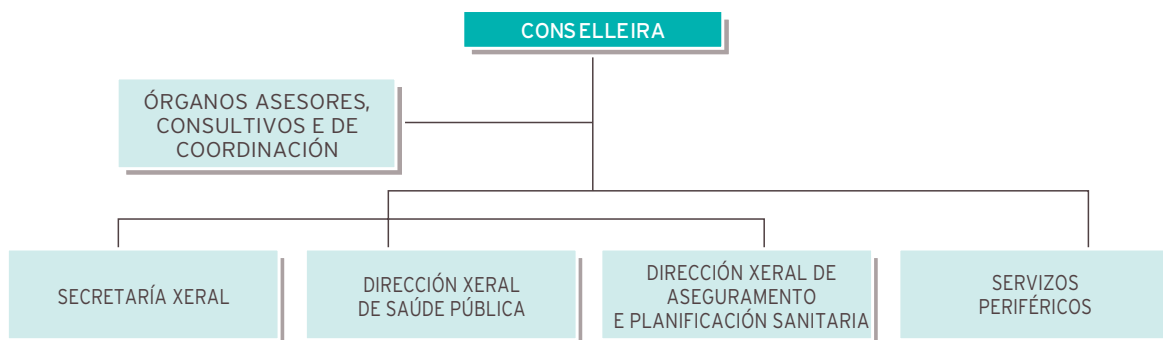 CONSELLEIRA
ÓRGANOS ASESORES,
CONSULTIVOS E DE
COORDINACIÓN
SECRETARÍA XERAL
DIRECCIÓN XERAL
DE SAÚDE PÚBLICA
DIRECCIÓN XERAL DE
ASEGURAMENTO
E PLANIFICACIÓN SANITARIA
SERVIZOS
PERIFÉRICOS